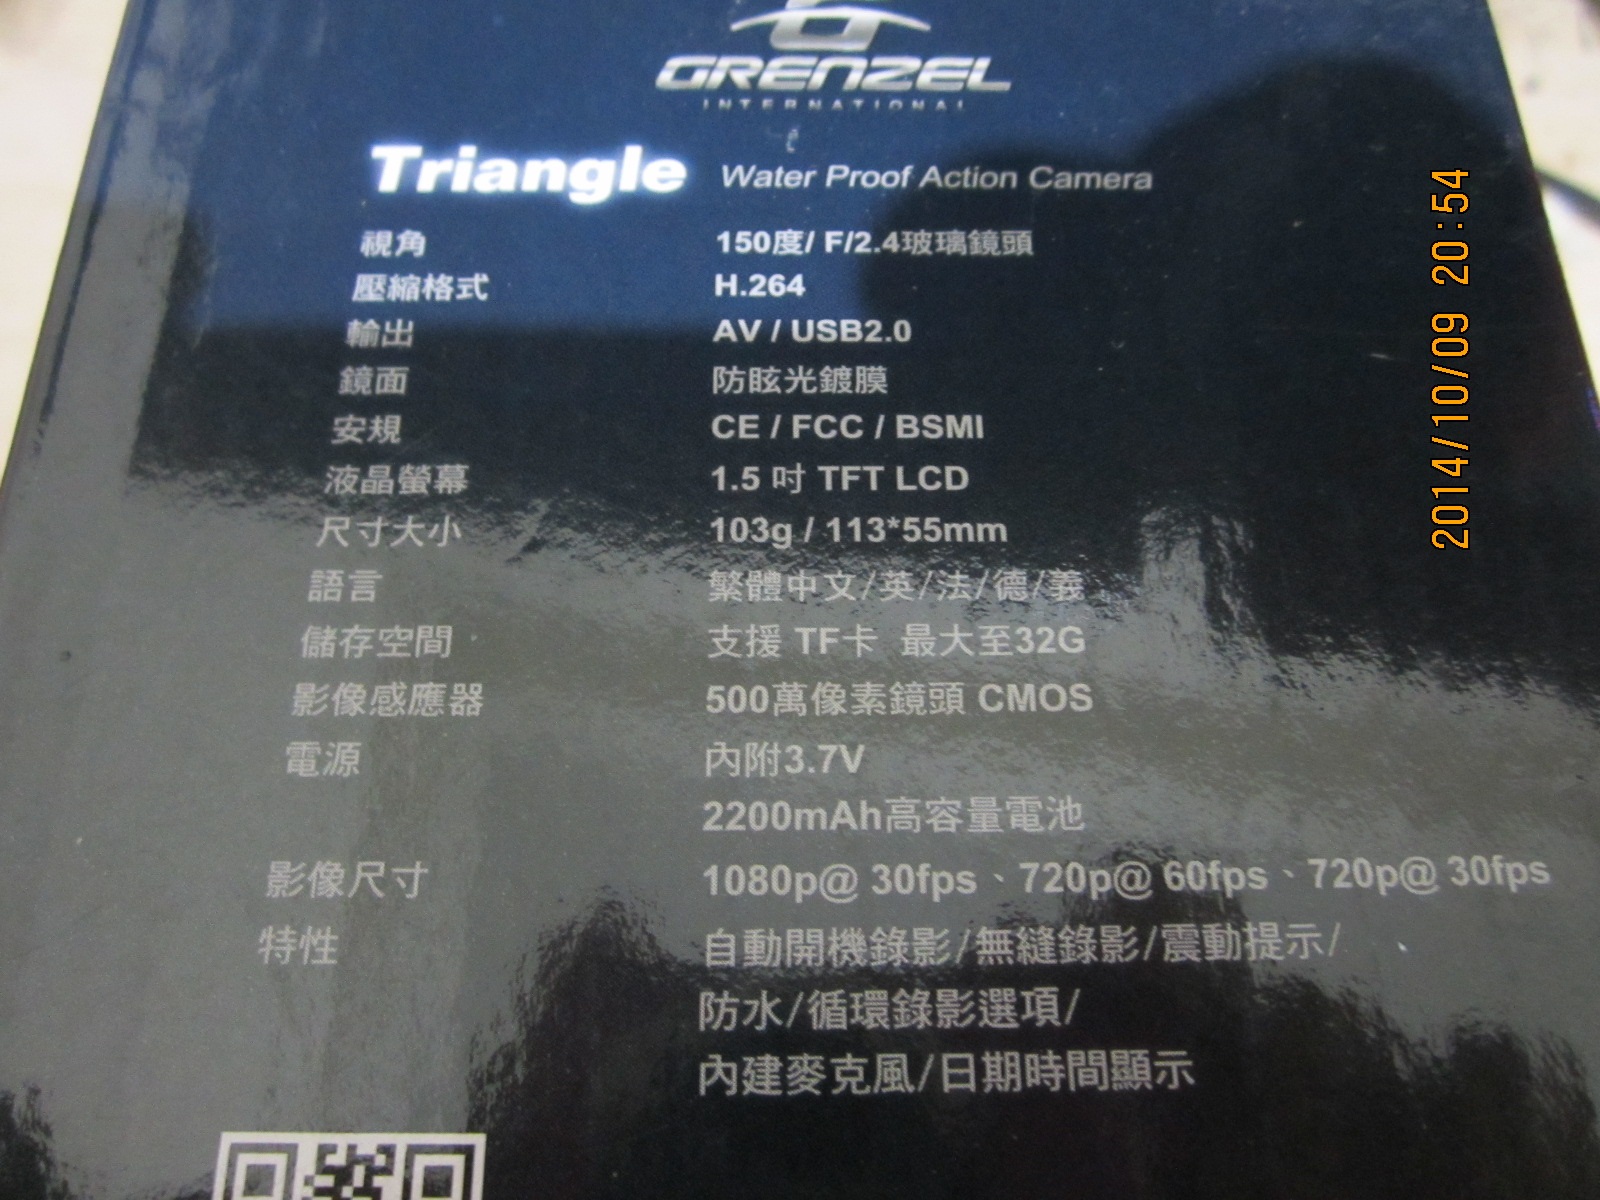 GRENZEL
INTERNATIONAL
Triangle Water Proof Action Camera
視角 150度/ F/2.4玻璃鏡頭
壓縮格式 H.264
輸出 AV / USB2.0
鏡面 防眩光鍍膜
安規 CE / FCC / BSMI
液晶螢幕 1.5 吋 TFT LCD
尺寸大小 103g / 113*55mm
語言 繁體中文/英/法/德/義
儲存空間 支援 TF卡 最大至32G
影像感應器 500萬像素鏡頭 CMOS
電源 內附3.7V
2200mAh高容量電池
影像尺寸 1080p@ 30fps、720p@ 60fps、720p@ 30fps
特性 自動開機錄影/無縫錄影/震動提示/
防水/循環錄影選項/
內建麥克風/日期時間顯示
2014/10/09 20:54